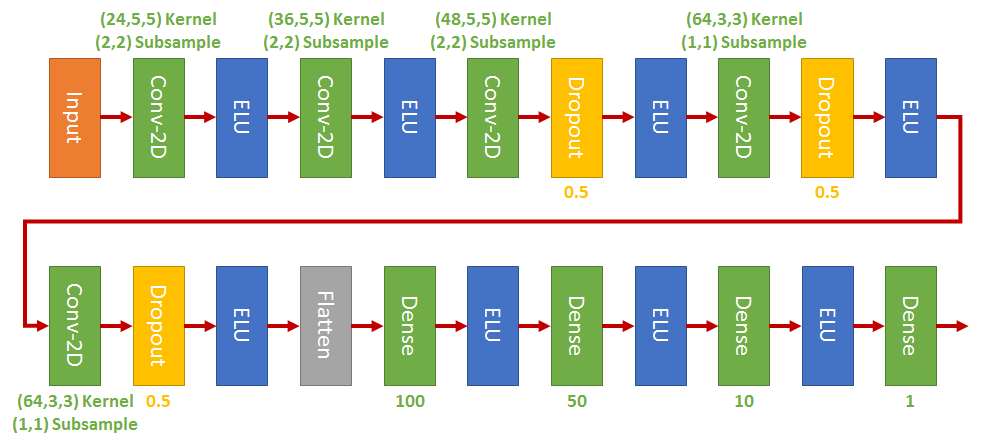 (24,5,5) Kernel
(2,2) Subsample
(36,5,5) Kernel
(2,2) Subsample
(48,5,5) Kernel
(2,2) Subsample
(64,3,3) Kernel
(1,1) Subsample
Input
Conv-2D
ELU
Conv-2D
ELU
Conv-2D
Dropout
ELU
Conv-2D
Dropout
ELU
0.5
0.5
Conv-2D
Dropout
ELU
Flatten
Dense
ELU
Dense
ELU
Dense
ELU
Dense
(64,3,3) Kernel
(1,1) Subsample
0.5
100
50
10
1